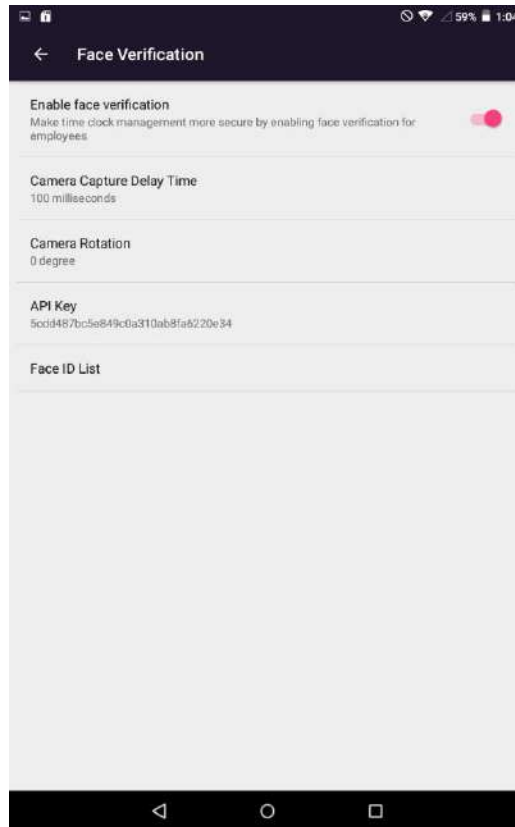 59% 1:04
Face Verification
Enable face verification
Make time clock management more secure by enabling face verification for
employees
Camera Capture Delay Time
100 milliseconds
Camera Rotation
0 degree
API Key
Face ID List